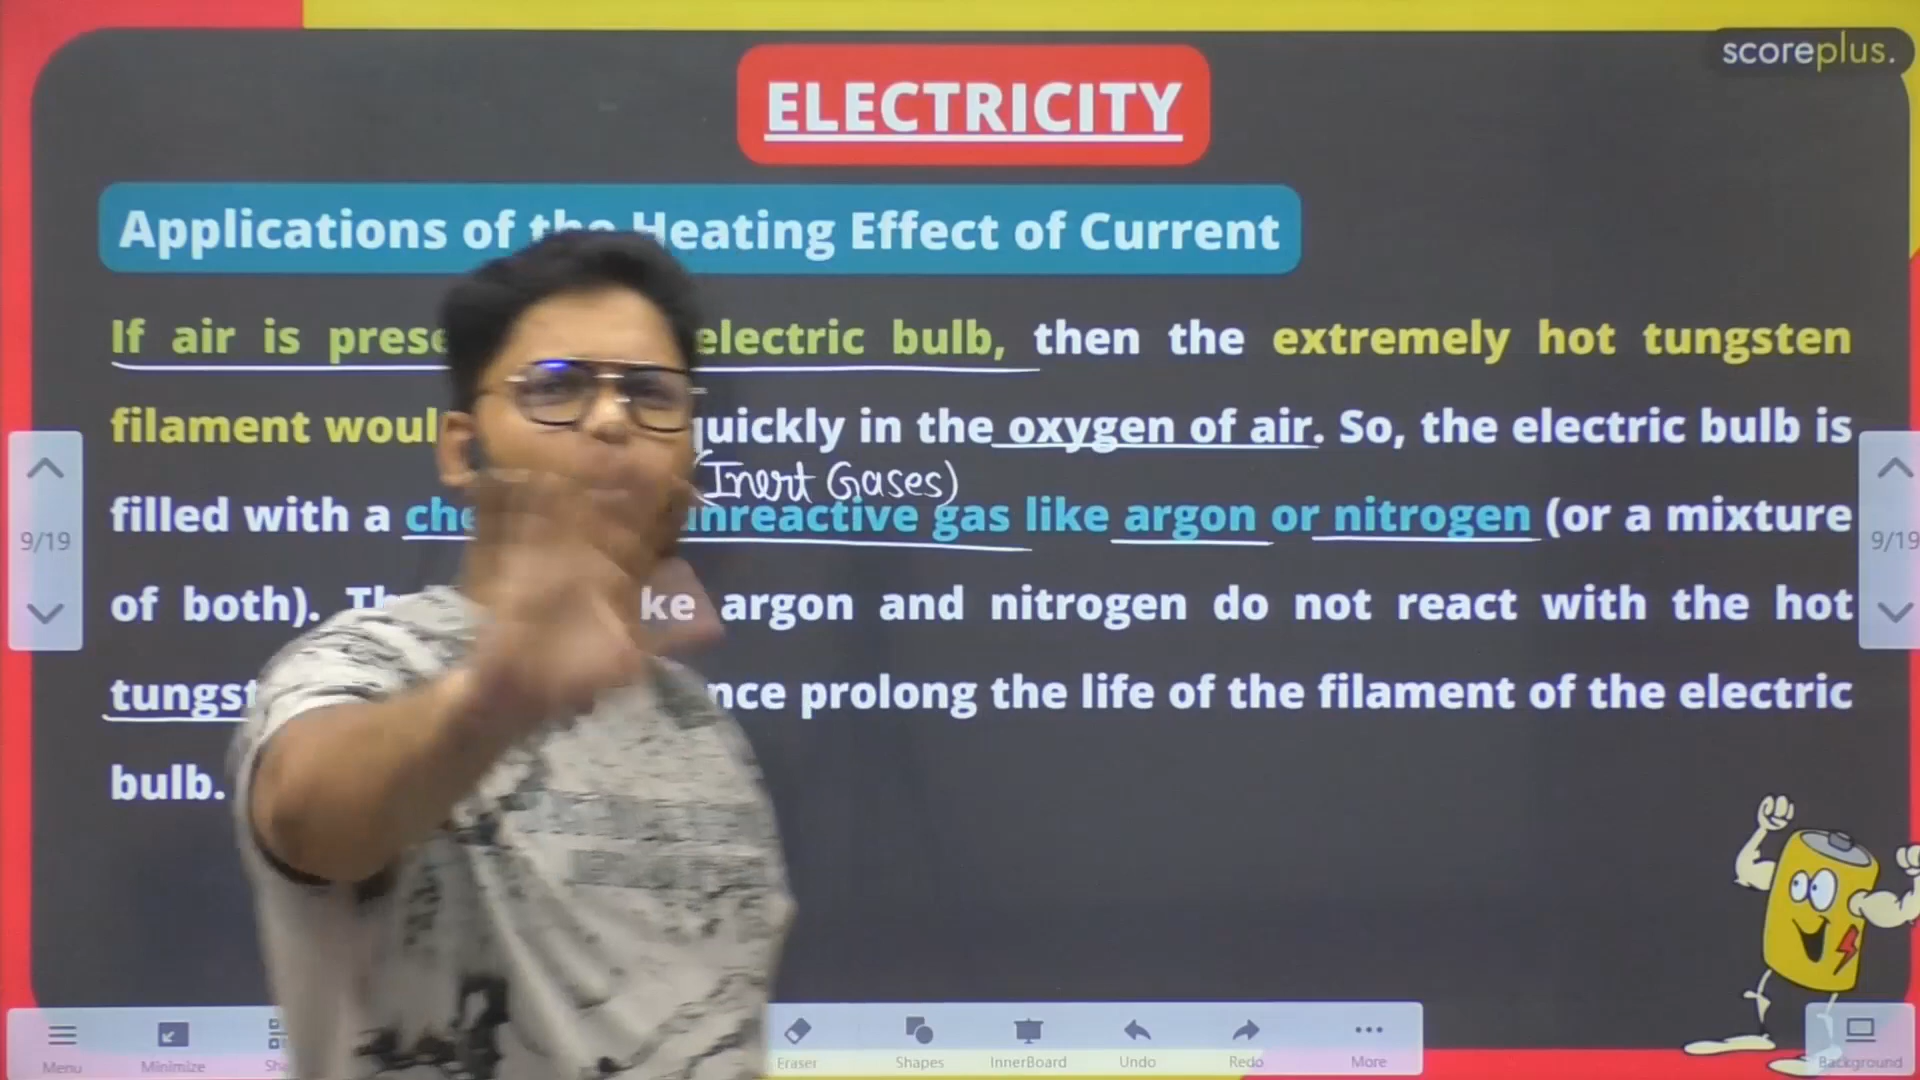 scoreplus.
ELECTRICITY
Applications of the Heating Effect of Current
If air is electric bulb, then the extremely hot tungsten
filament quickly in the oxygen of air. So, the electric bulb is
(Inert Gases)
filled with a unreactive gas like argon or nitrogen (or a mixture
of both). argon and nitrogen do not react with the hot
prolong the life of the filament of the electric
bulb.
9/19
9/19
Menu Minimize Eraser Shapes InnerBoard Undo Redo More Background